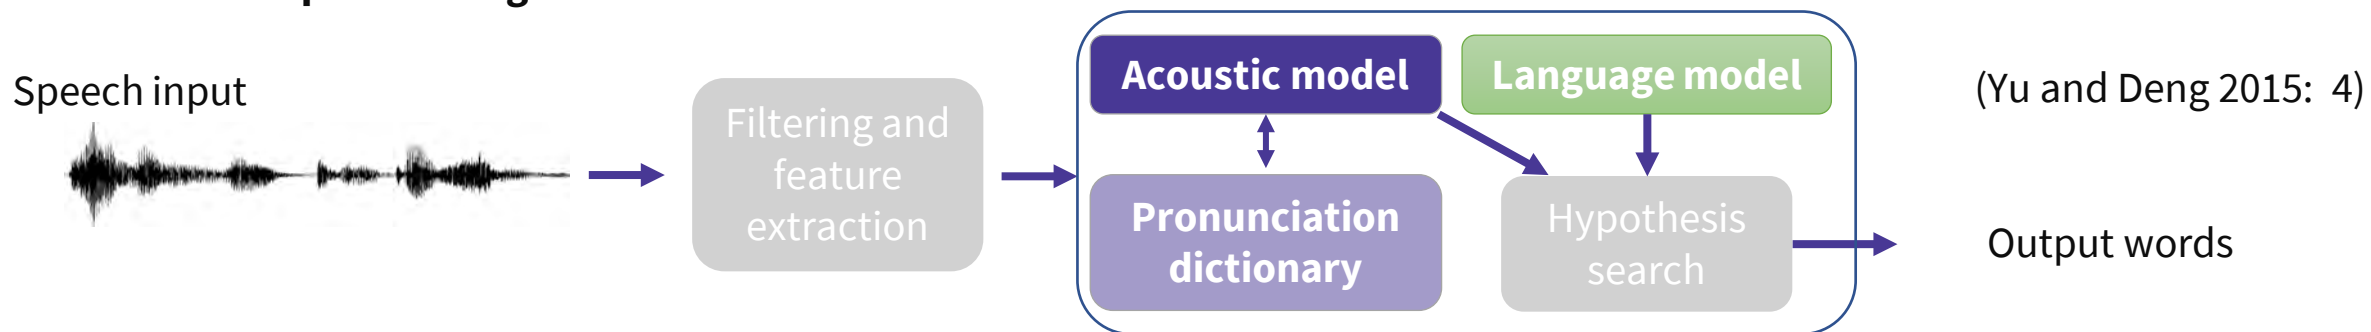 Speech input
Filtering and
feature
extraction
Acoustic model
Language model
Pronunciation
dictionary
Hypothesis
search
(Yu and Deng 2015: 4)
Output words